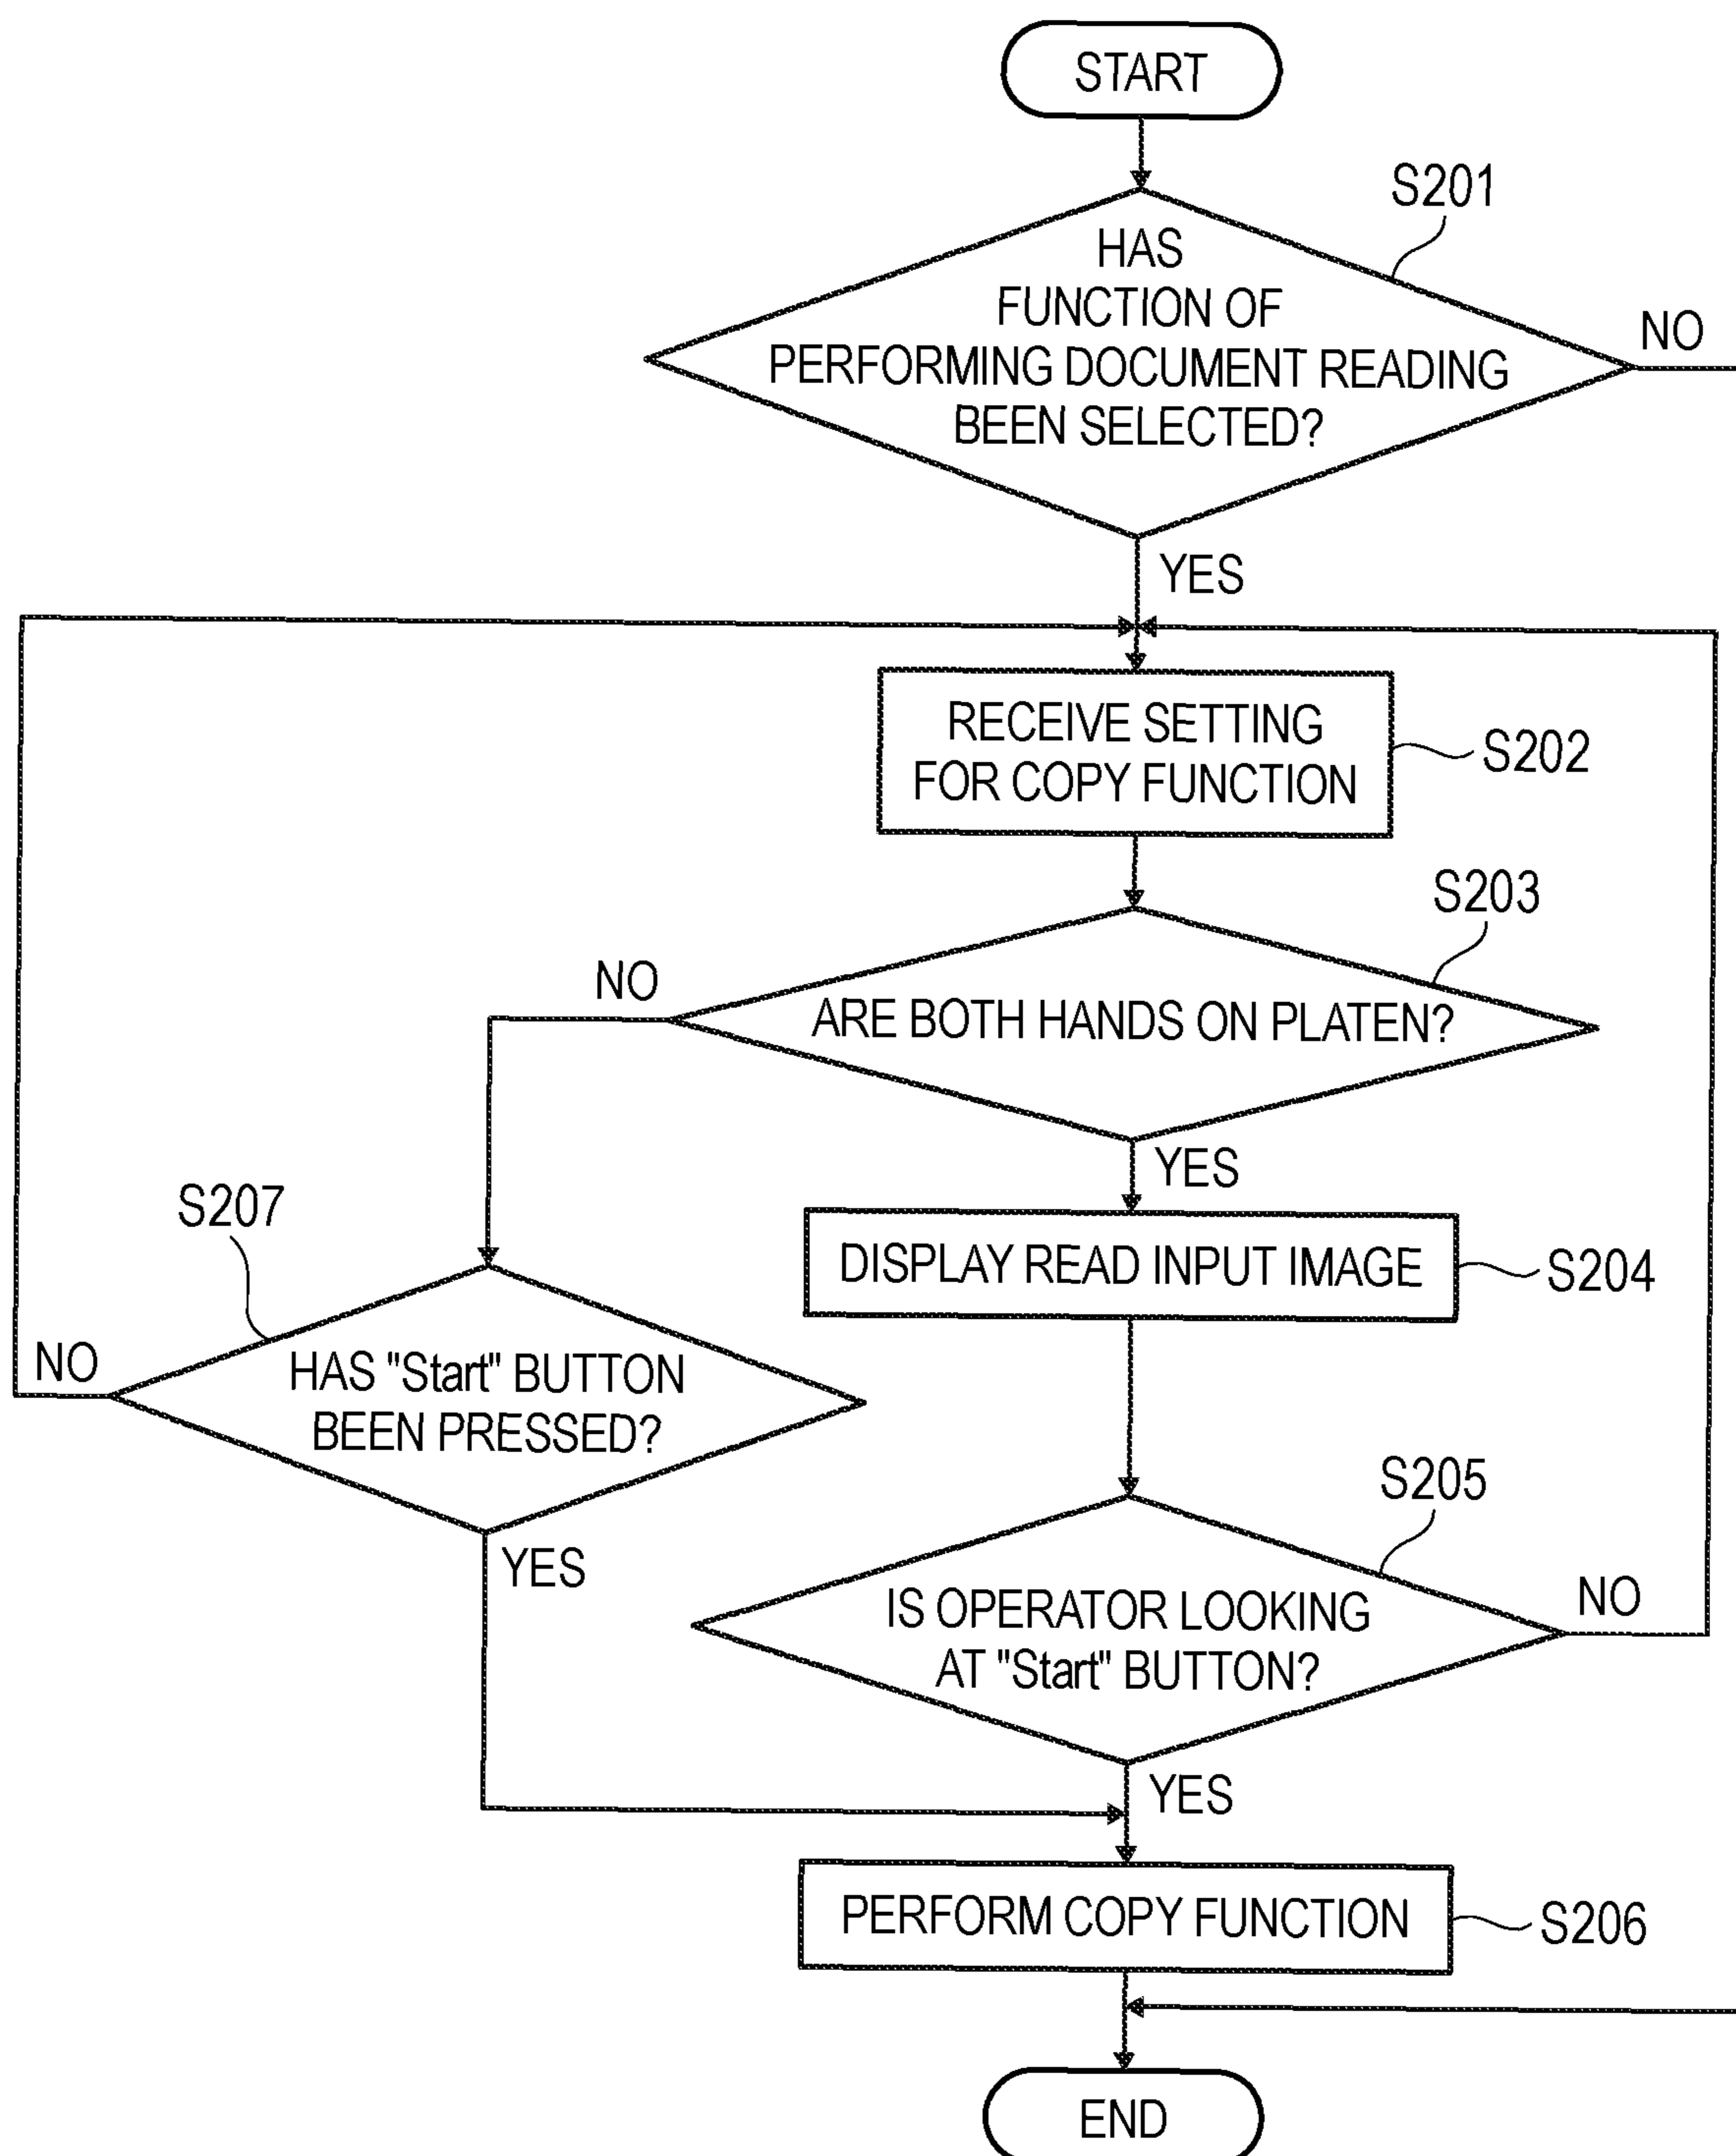 START
S201
HAS
FUNCTION OF
PERFORMING DOCUMENT READING
BEEN SELECTED?
NO
YES
RECEIVE SETTING
FOR COPY FUNCTION
S202
S203
NO
ARE BOTH HANDS ON PLATEN?
YES
S207
DISPLAY READ INPUT IMAGE
S204
NO
HAS "Start" BUTTON
BEEN PRESSED?
YES
S205
IS OPERATOR LOOKING
AT "Start" BUTTON?
NO
YES
PERFORM COPY FUNCTION
S206
END